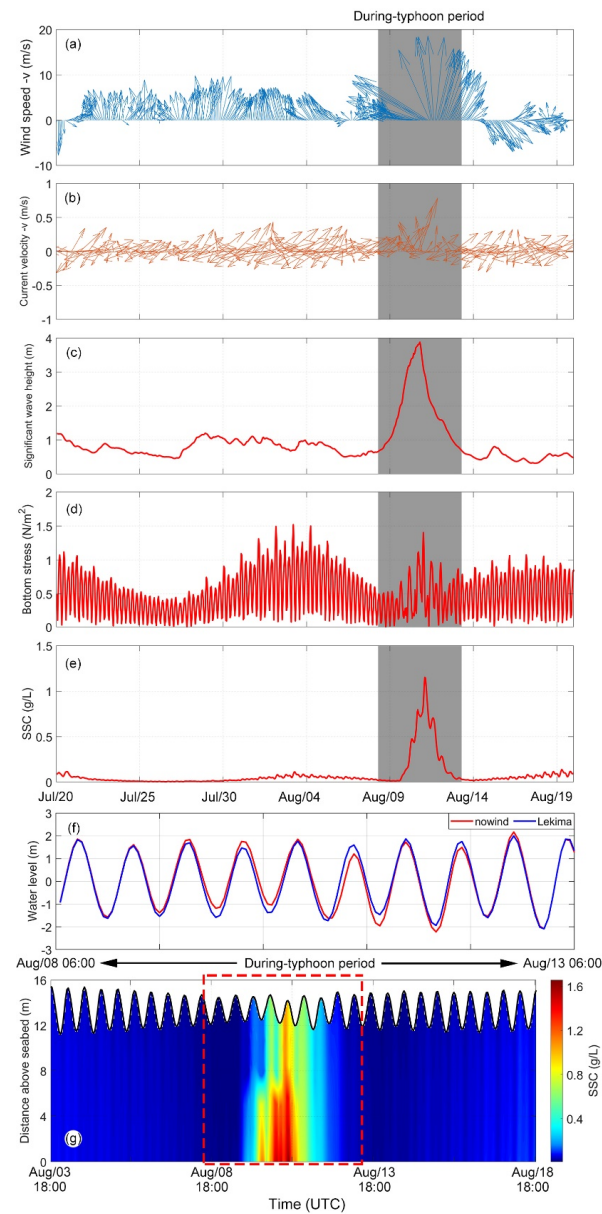 During-typhoon period
(a)
Wind speed -v (m/s)
20
10
0
-10
(b)
Current velocity -v (m/s)
1
0.5
0
-0.5
-1
(c)
Significant wave height (m)
4
3
2
1
0
(d)
Bottom stress (N/m²)
2
1.5
1
0.5
0
(e)
SSC (g/L)
1.5
1
0.5
0
Jul/20 Jul/25 Jul/30 Aug/04 Aug/09 Aug/14 Aug/19
(f)
nowind Lekima
Water level (m)
3
2
1
0
-1
-2
-3
Aug/08 06:00 During-typhoon period Aug/13 06:00
(g)
Distance above seabed (m)
16
12
8
4
0
1.6
1.2
0.8
0.4
SSC (g/L)
Aug/03 Aug/08 Aug/13 Aug/18
18:00 18:00 18:00 18:00
Time (UTC)